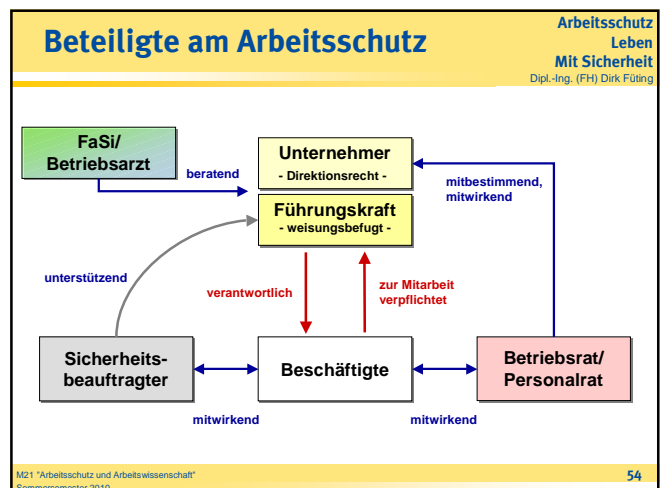 Beteiligte am Arbeitsschutz
Arbeitsschutz
Leben
Mit Sicherheit
Dipl.-Ing. (FH) Dirk Füting
FaSi/
Betriebsarzt
beratend
Unternehmer
- Direktionsrecht -
mitbestimmend,
mitwirkend
Führungskraft
- weisungsbefugt -
unterstützend
verantwortlich
zur Mitarbeit
verpflichtet
Sicherheits-
beauftragter
Beschäftigte
Betriebsrat/
Personalrat
mitwirkend
mitwirkend
M21 "Arbeitsschutz und Arbeitswissenschaft"
54
Sommersemester 2010